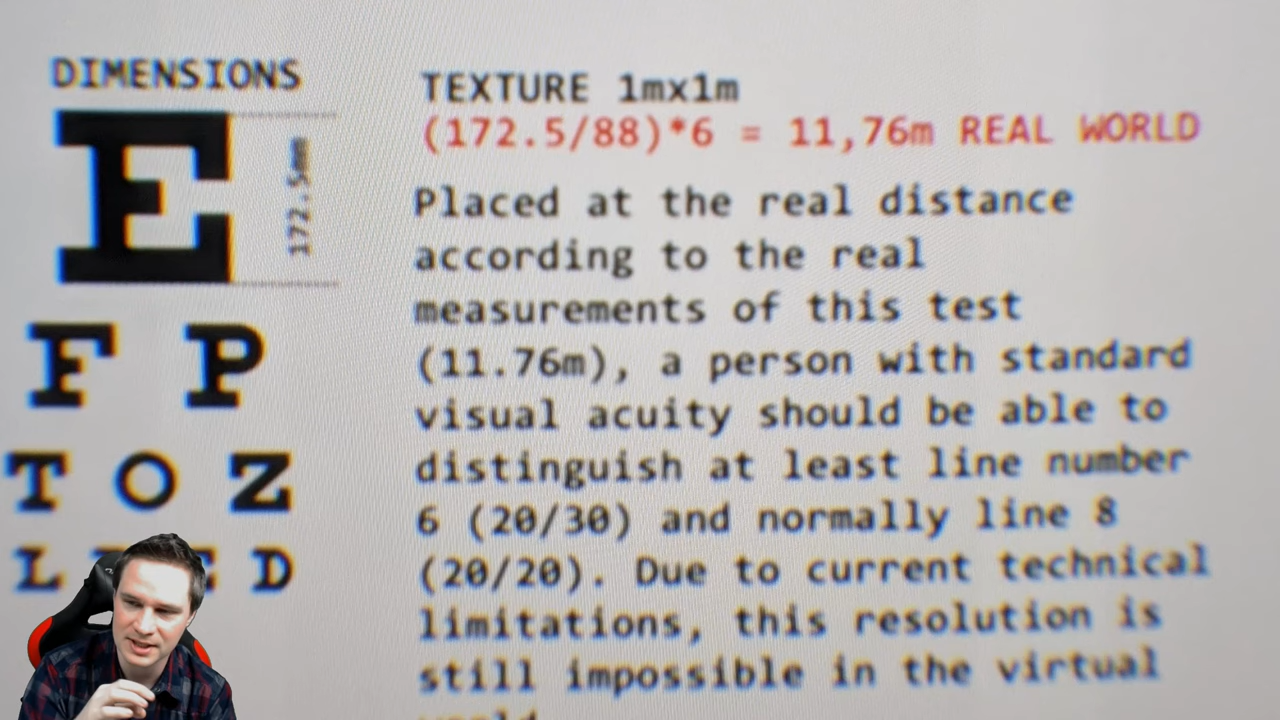 DIMENSIONS
E
172.5mm
F P
T O Z
L E D
TEXTURE 1mx1m
(172.5/88)*6 = 11,76m REAL WORLD
Placed at the real distance
according to the real
measurements of this test
(11.76m), a person with standard
visual acuity should be able to
distinguish at least line number
6 (20/30) and normally line 8
(20/20). Due to current technical
limitations, this resolution is
still impossible in the virtual